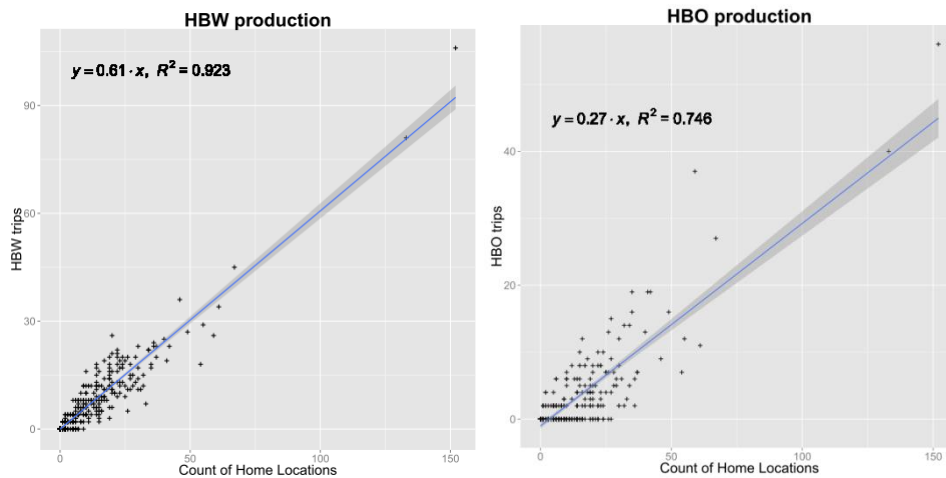 HBW production
y = 0.61 · x, R² = 0.923
90
60
30
0
HBW trips
0
50
100
150
Count of Home Locations
HBO production
y = 0.27 · x, R² = 0.746
40
20
0
HBO trips
0
50
100
150
Count of Home Locations